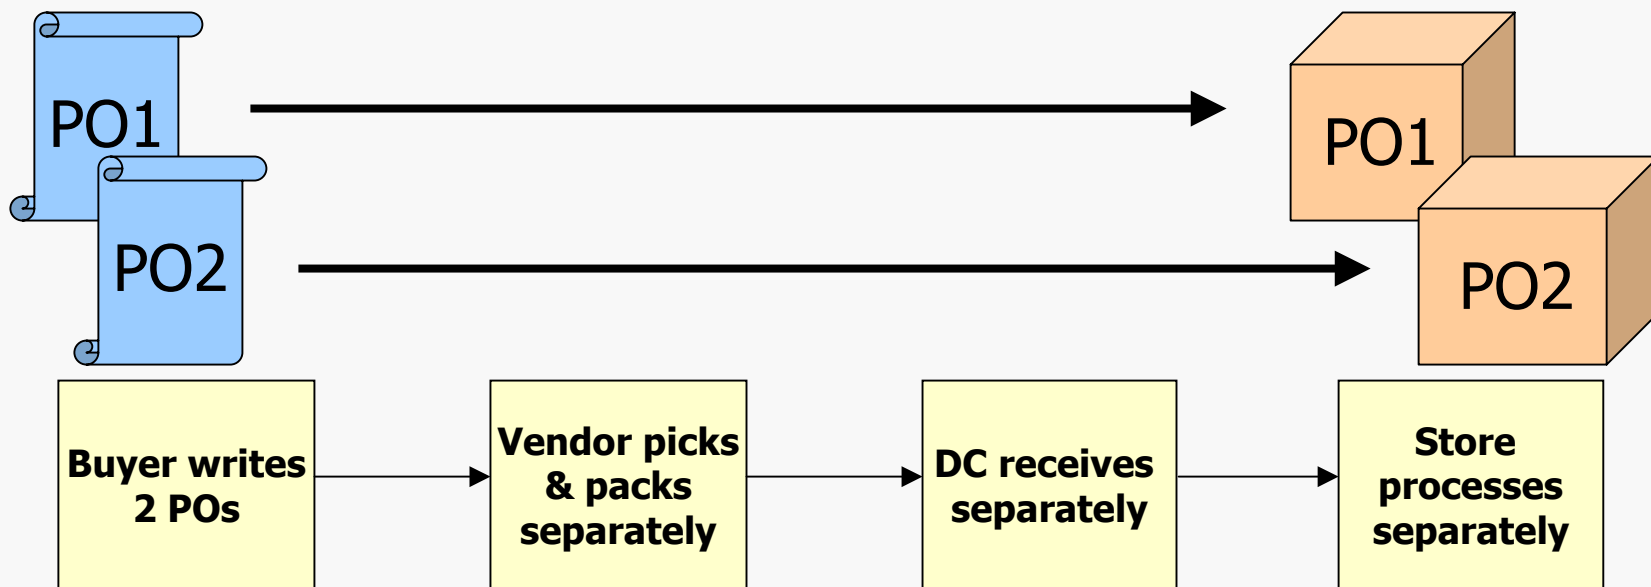 PO1
PO1
PO2
PO2
Buyer writes
2 POs
Vendor picks
& packs
separately
DC receives
separately
Store
processes
separately